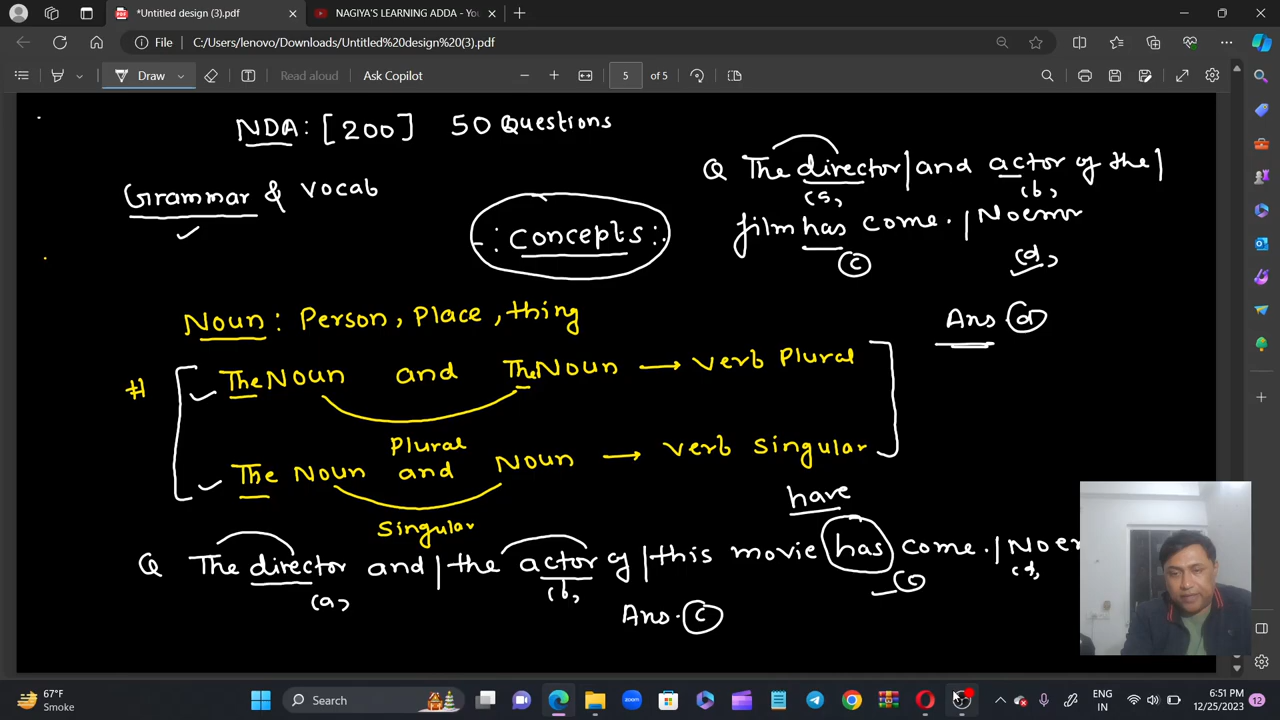 *Untitled design (3).pdf
NAGIYA'S LEARNING ADDA - You
File C:/Users/lenovo/Downloads/Untitled%20design%20(3).pdf
Draw Read aloud Ask Copilot 5 of 5
NDA: [200] 50 Questions
Grammar & vocab
-: Concepts :-
Q The director| and actor of the|
(a) (b)
film has come. | Noerror
(c) (d)
Ans (d)
Noun: Person, Place, thing
# The Noun and The Noun → verb Plural
Plural
The Noun and Noun → verb Singular
Singular
have
Q The director and | the actor of | this movie has come. | Noer
(a) (b) (c) (d)
Ans. (c)
67°F
Smoke
Search
ENG
IN
6:51 PM
12/25/2023
12